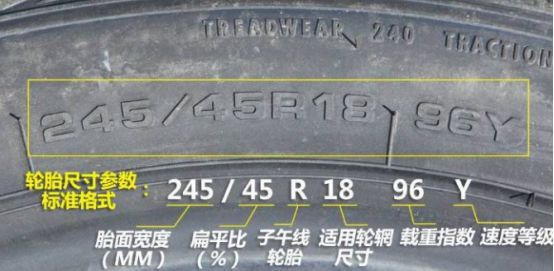 TREADWEAR 240 TRACTION
245/45R18 96Y
轮胎尺寸参数
标准格式 : 245 / 45 R 18 96 Y
胎面宽度 扁平比 子午线 适用轮辋 载重指数 速度等级
(MM) (%) 轮胎 尺寸